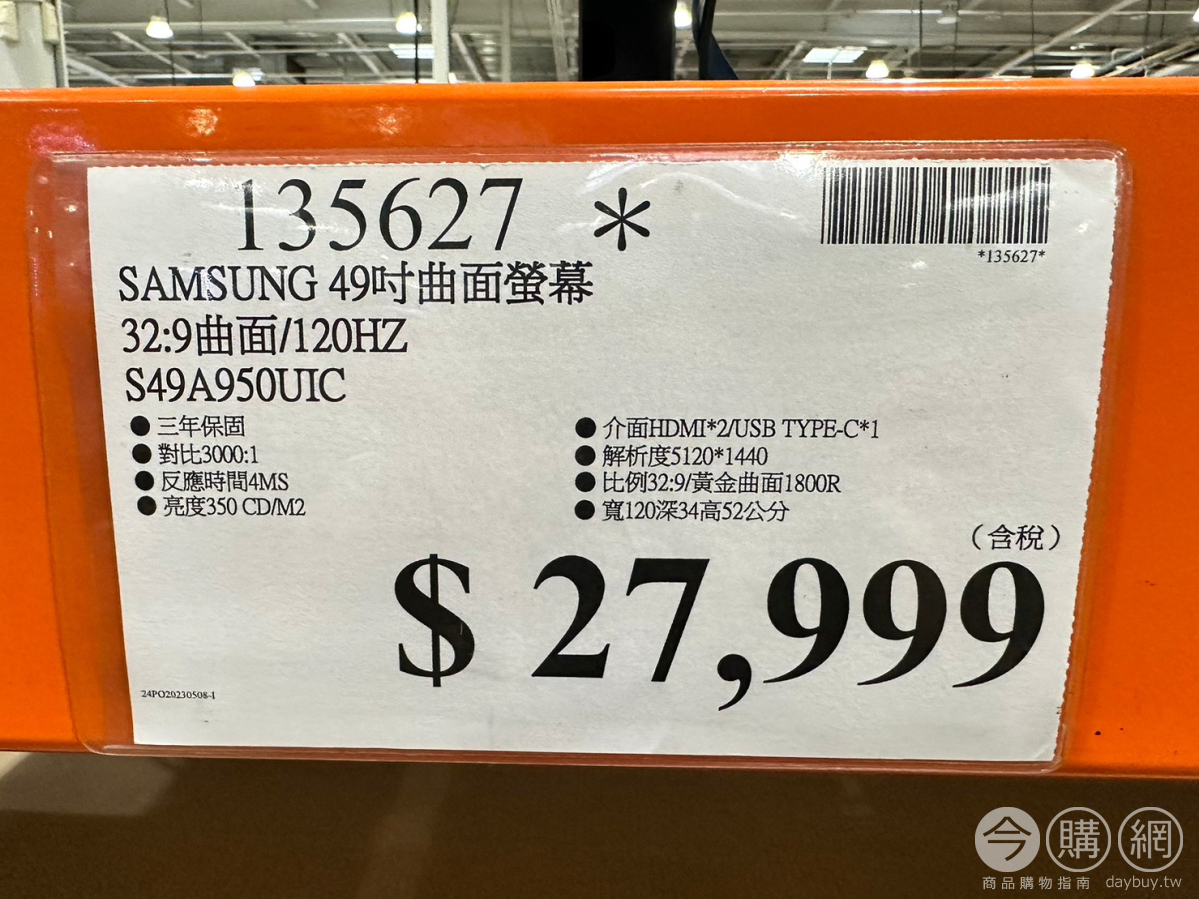 135627 *
*135627*
SAMSUNG 49吋曲面螢幕
32:9曲面/120HZ
S49A950UIC
● 三年保固
● 對比3000:1
● 反應時間4MS
● 亮度350 CD/M2
● 介面HDMI*2/USB TYPE-C*1
● 解析度5120*1440
● 比例32:9/黃金曲面1800R
● 寬120深34高52公分
（含稅）
$ 27,999
24PO20230508-1
今購網
商品購物指南 daybuy.tw